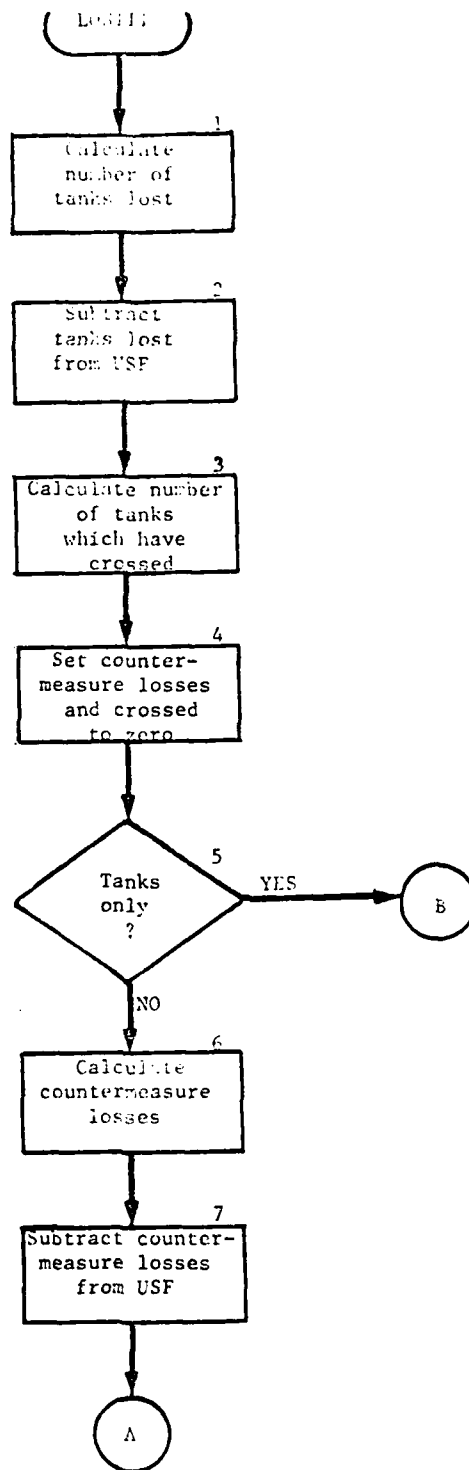 1
Calculate
number of
tanks lost
2
Subtract
tanks lost
from USF
3
Calculate number
of tanks
which have
crossed
4
Set counter-
measure losses
and crossed
to zero
5
Tanks
only
?
YES
B
NO
6
Calculate
countermeasure
losses
7
Subtract counter-
measure losses
from USF
A